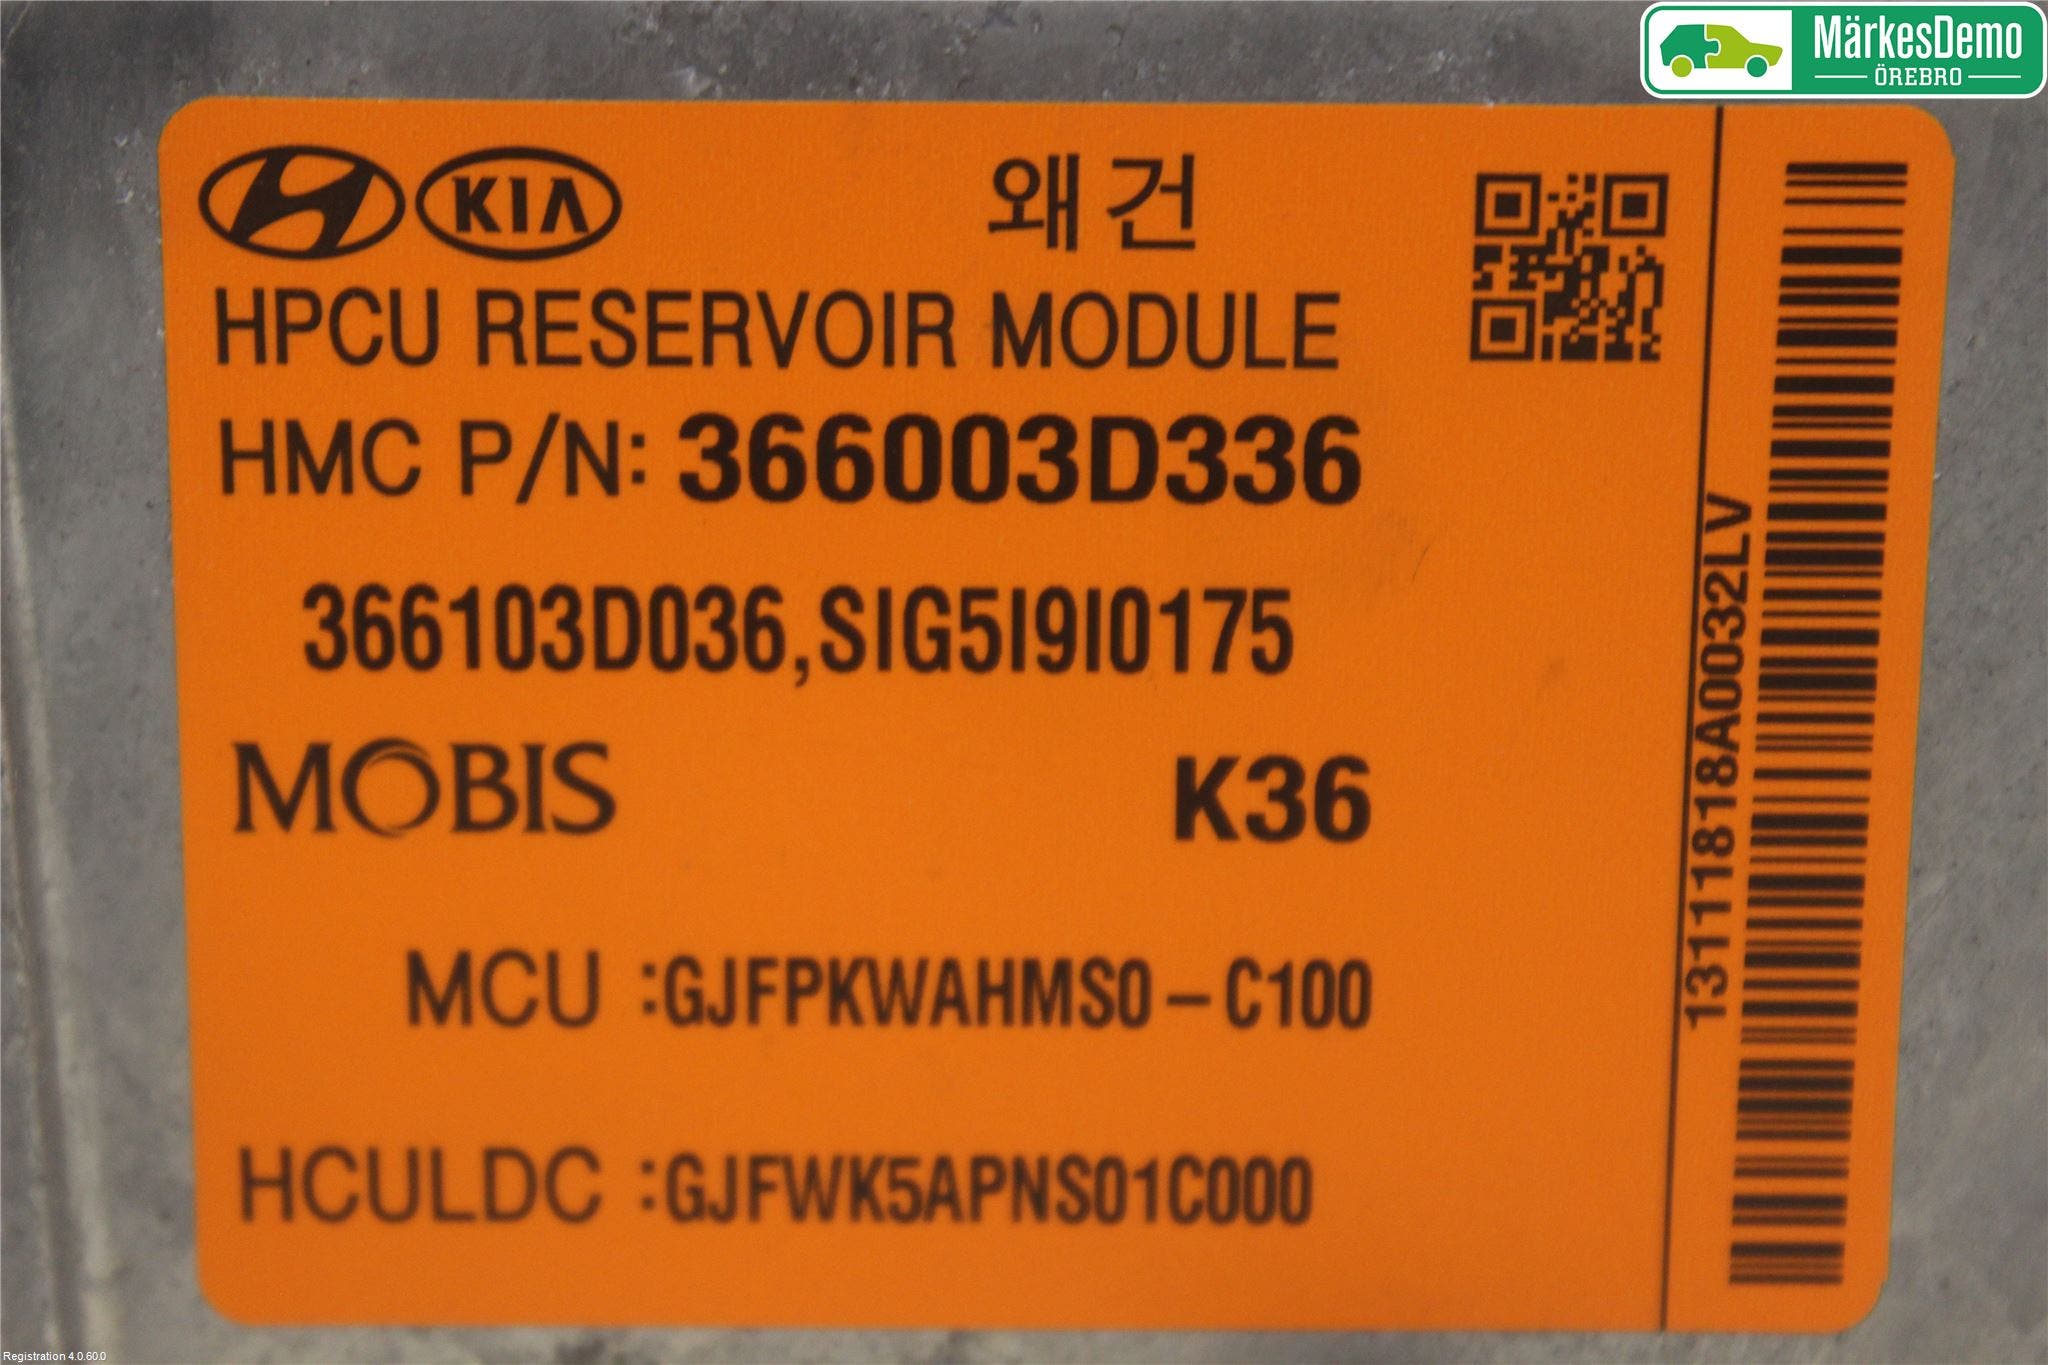 MärkesDemo
ÖREBRO
KIA 왜건
HPCU RESERVOIR MODULE
HMC P/N: 366003D336
366103D036,SIG5I9I0175
MOBIS K36
MCU :GJFPKWAHMS0-C100
HCULDC :GJFWK5APNS01C000
13111818A0032LV
Registration 4.0.60.0